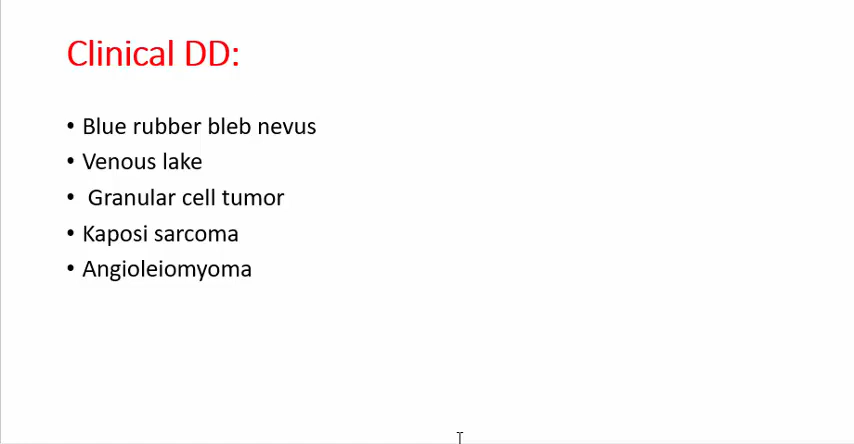 Clinical DD:
• Blue rubber bleb nevus
• Venous lake
• Granular cell tumor
• Kaposi sarcoma
• Angioleiomyoma